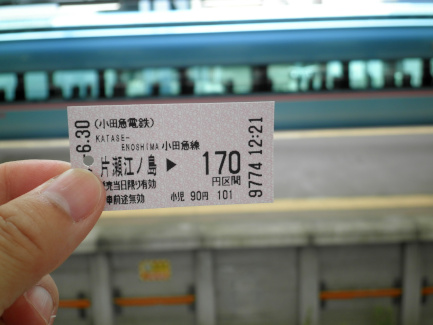 6.30
(小田急電鉄)
KATASE-
ENOSHIMA 小田急線
片瀬江ノ島 ▶ 170
円区間
当日限り有効
前途無効
小児 90円 101
9774 12:21